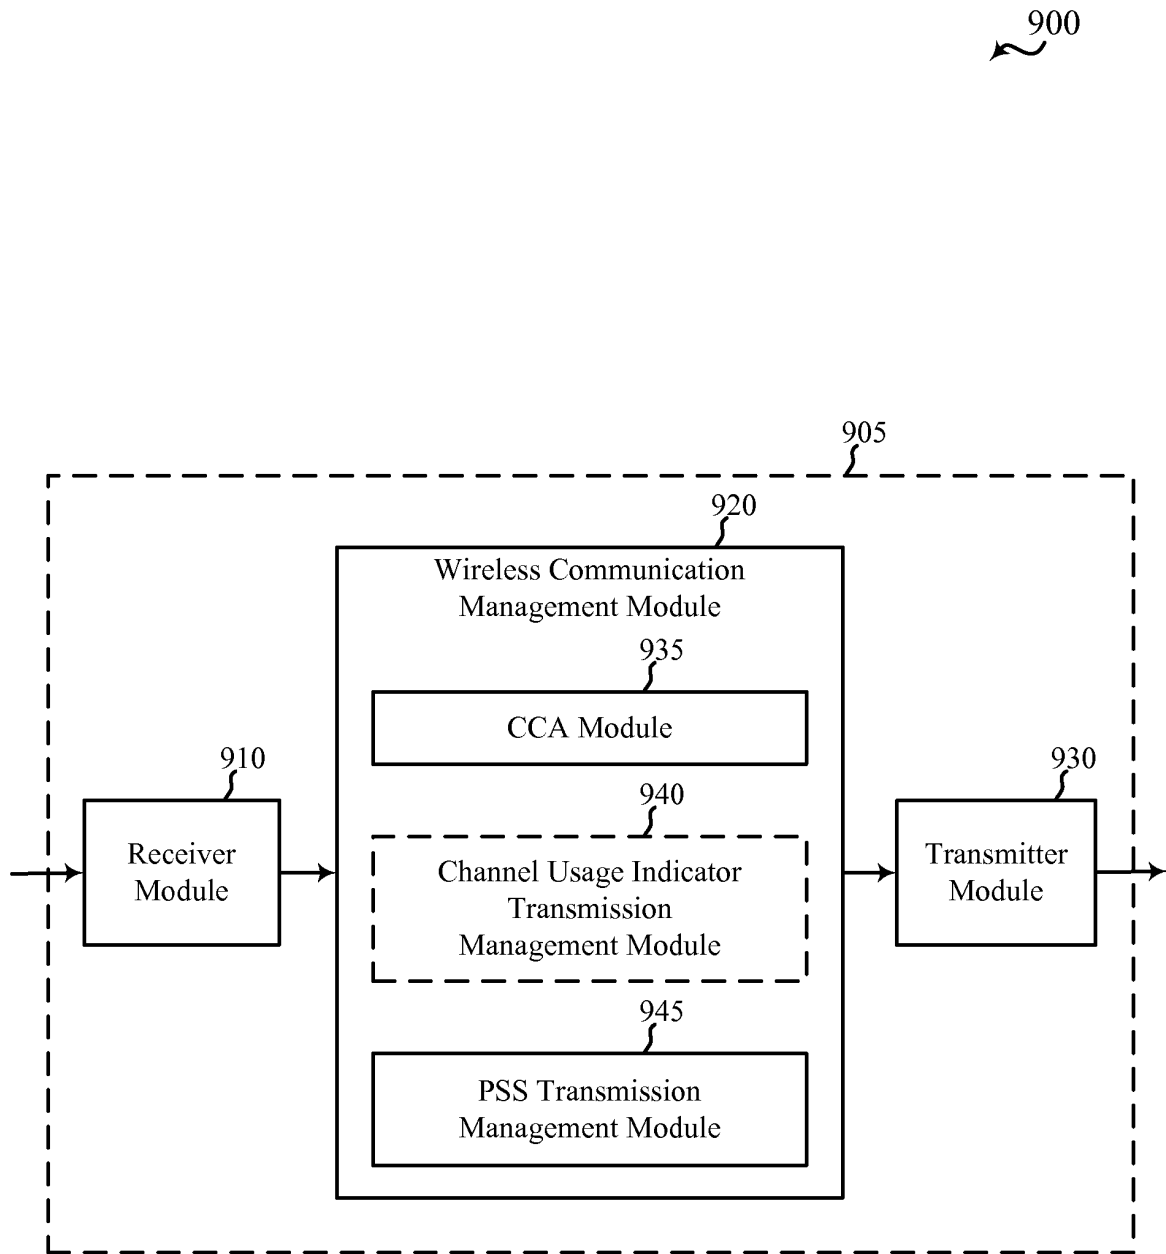 900
905
920
Wireless Communication
Management Module
935
CCA Module
910
Receiver
Module
940
Channel Usage Indicator
Transmission
Management Module
930
Transmitter
Module
945
PSS Transmission
Management Module